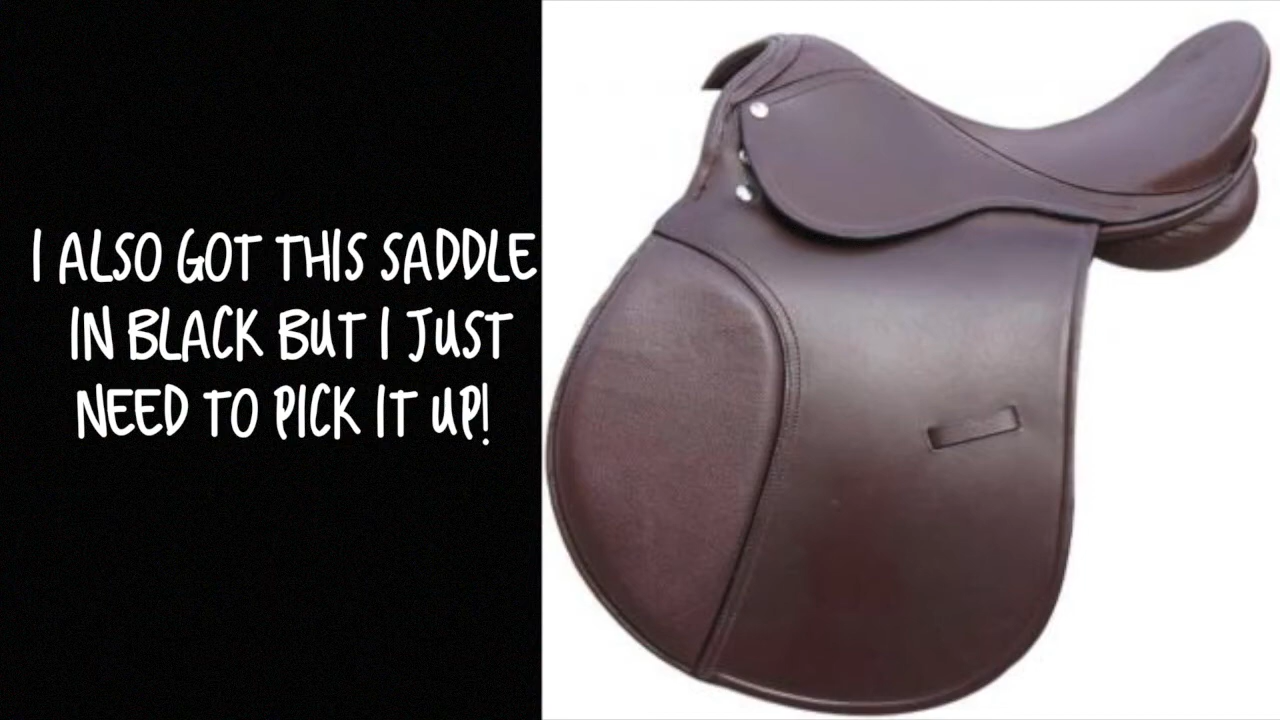 I ALSO GOT THIS SADDLE
IN BLACK BUT I JUST
NEED TO PICK IT UP!